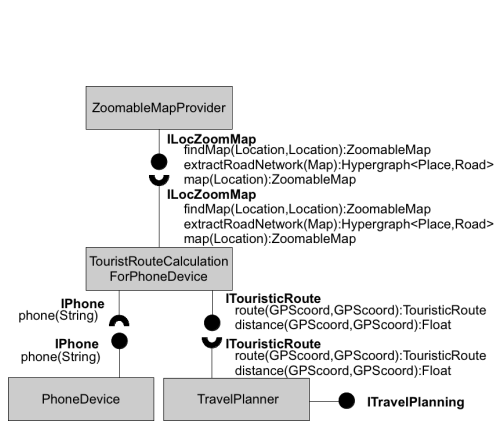 ZoomableMapProvider
ILocZoomMap
findMap(Location,Location):ZoomableMap
extractRoadNetwork(Map):Hypergraph<Place,Road>
map(Location):ZoomableMap
ILocZoomMap
findMap(Location,Location):ZoomableMap
extractRoadNetwork(Map):Hypergraph<Place,Road>
map(Location):ZoomableMap
TouristRouteCalculation
ForPhoneDevice
IPhone
phone(String)
IPhone
phone(String)
ITouristicRoute
route(GPScoord,GPScoord):TouristicRoute
distance(GPScoord,GPScoord):Float
ITouristicRoute
route(GPScoord,GPScoord):TouristicRoute
distance(GPScoord,GPScoord):Float
PhoneDevice
TravelPlanner
ITravelPlanning